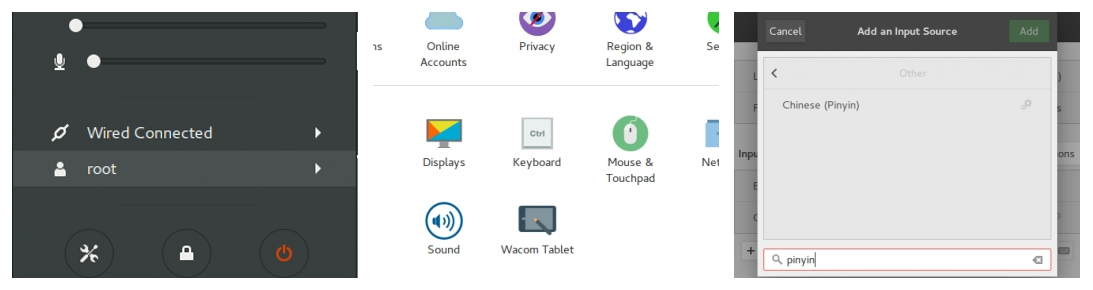 Wired Connected
root
Online
Accounts
Privacy
Region &
Language
Displays
Ctrl
Keyboard
Mouse &
Touchpad
Sound
Wacom Tablet
Cancel
Add an Input Source
Add
Other
Chinese (Pinyin)
pinyin